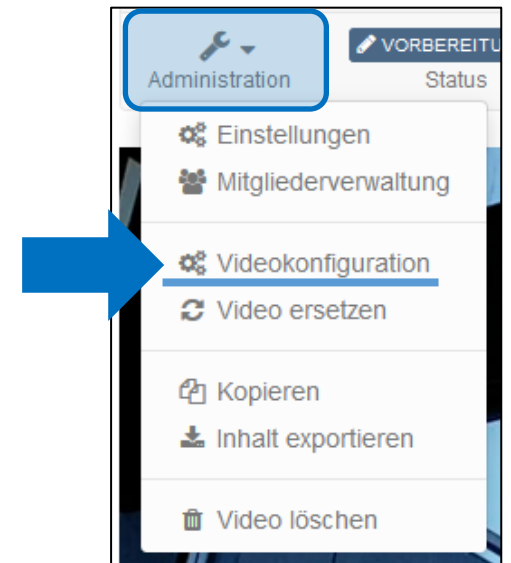 VORBEREITU
Administration
Status
Einstellungen
Mitgliederverwaltung
Videokonfiguration
Video ersetzen
Kopieren
Inhalt exportieren
Video löschen